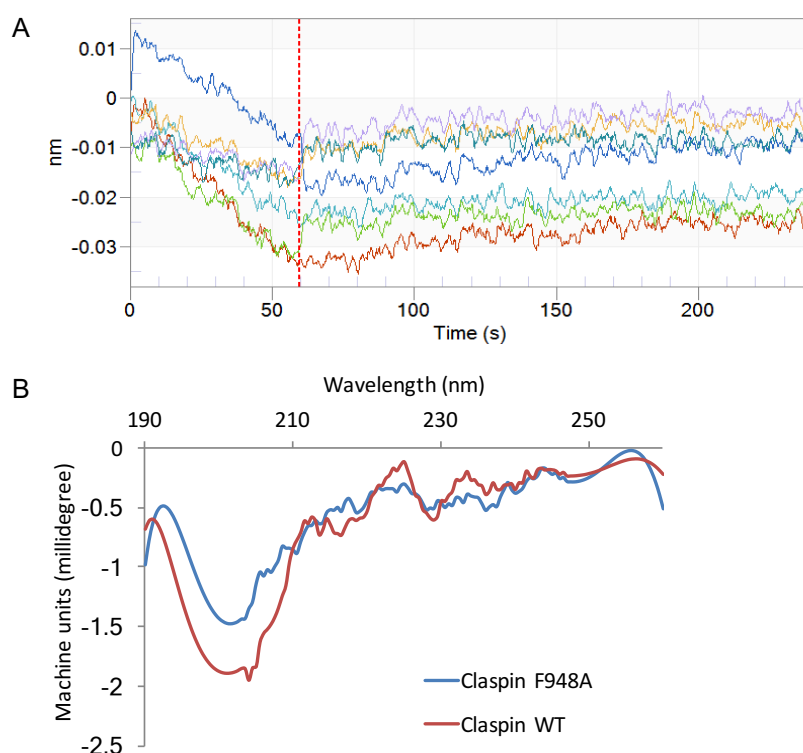 A
0.01
0
-0.01
-0.02
-0.03
nm
0 50 100 150 200
Time (s)
B
Wavelength (nm)
190 210 230 250
0
-0.5
-1
-1.5
-2
-2.5
Machine units (millidegree)
Claspin F948A
Claspin WT